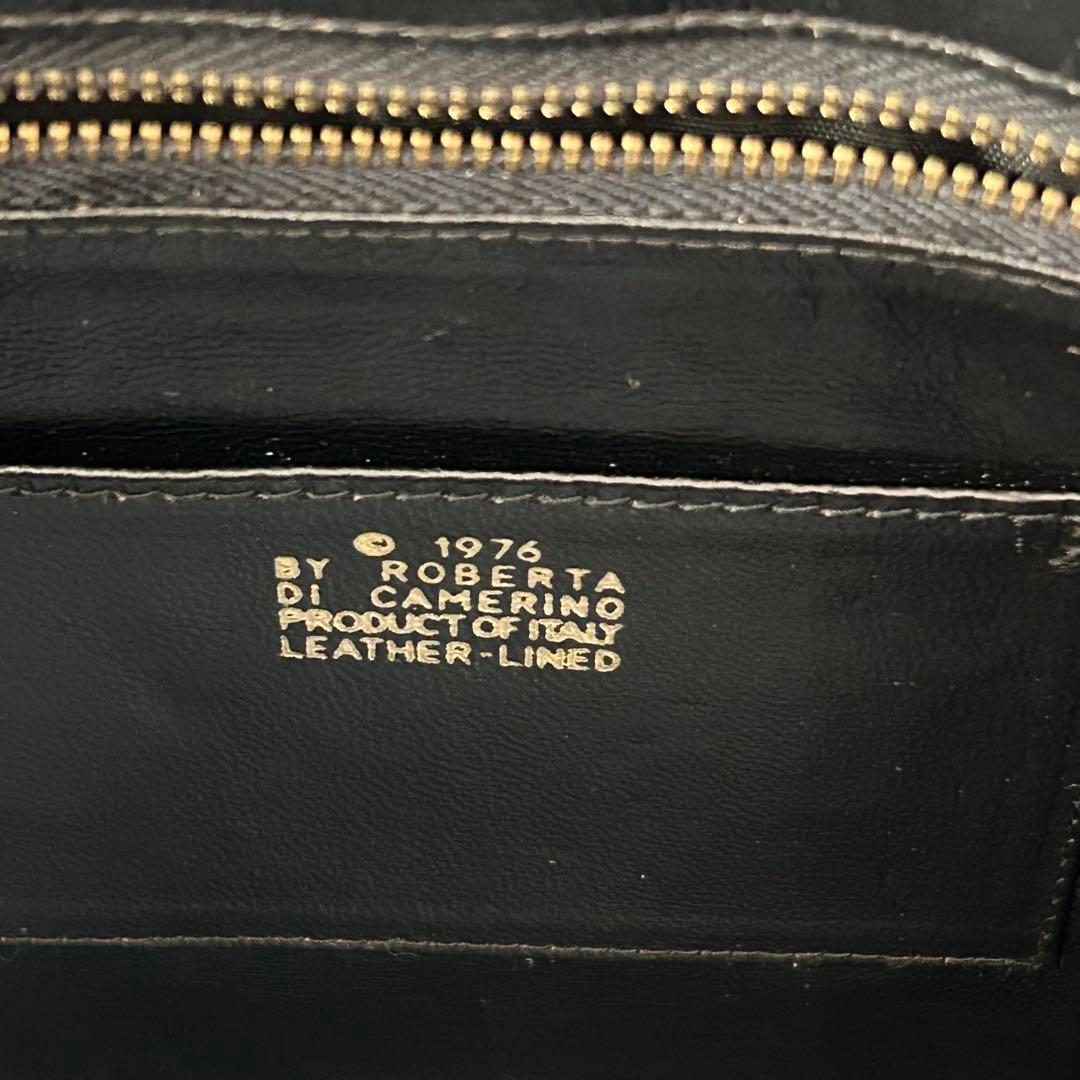 © 1976
BY ROBERTA
DI CAMERINO
PRODUCT OF ITALY
LEATHER-LINED